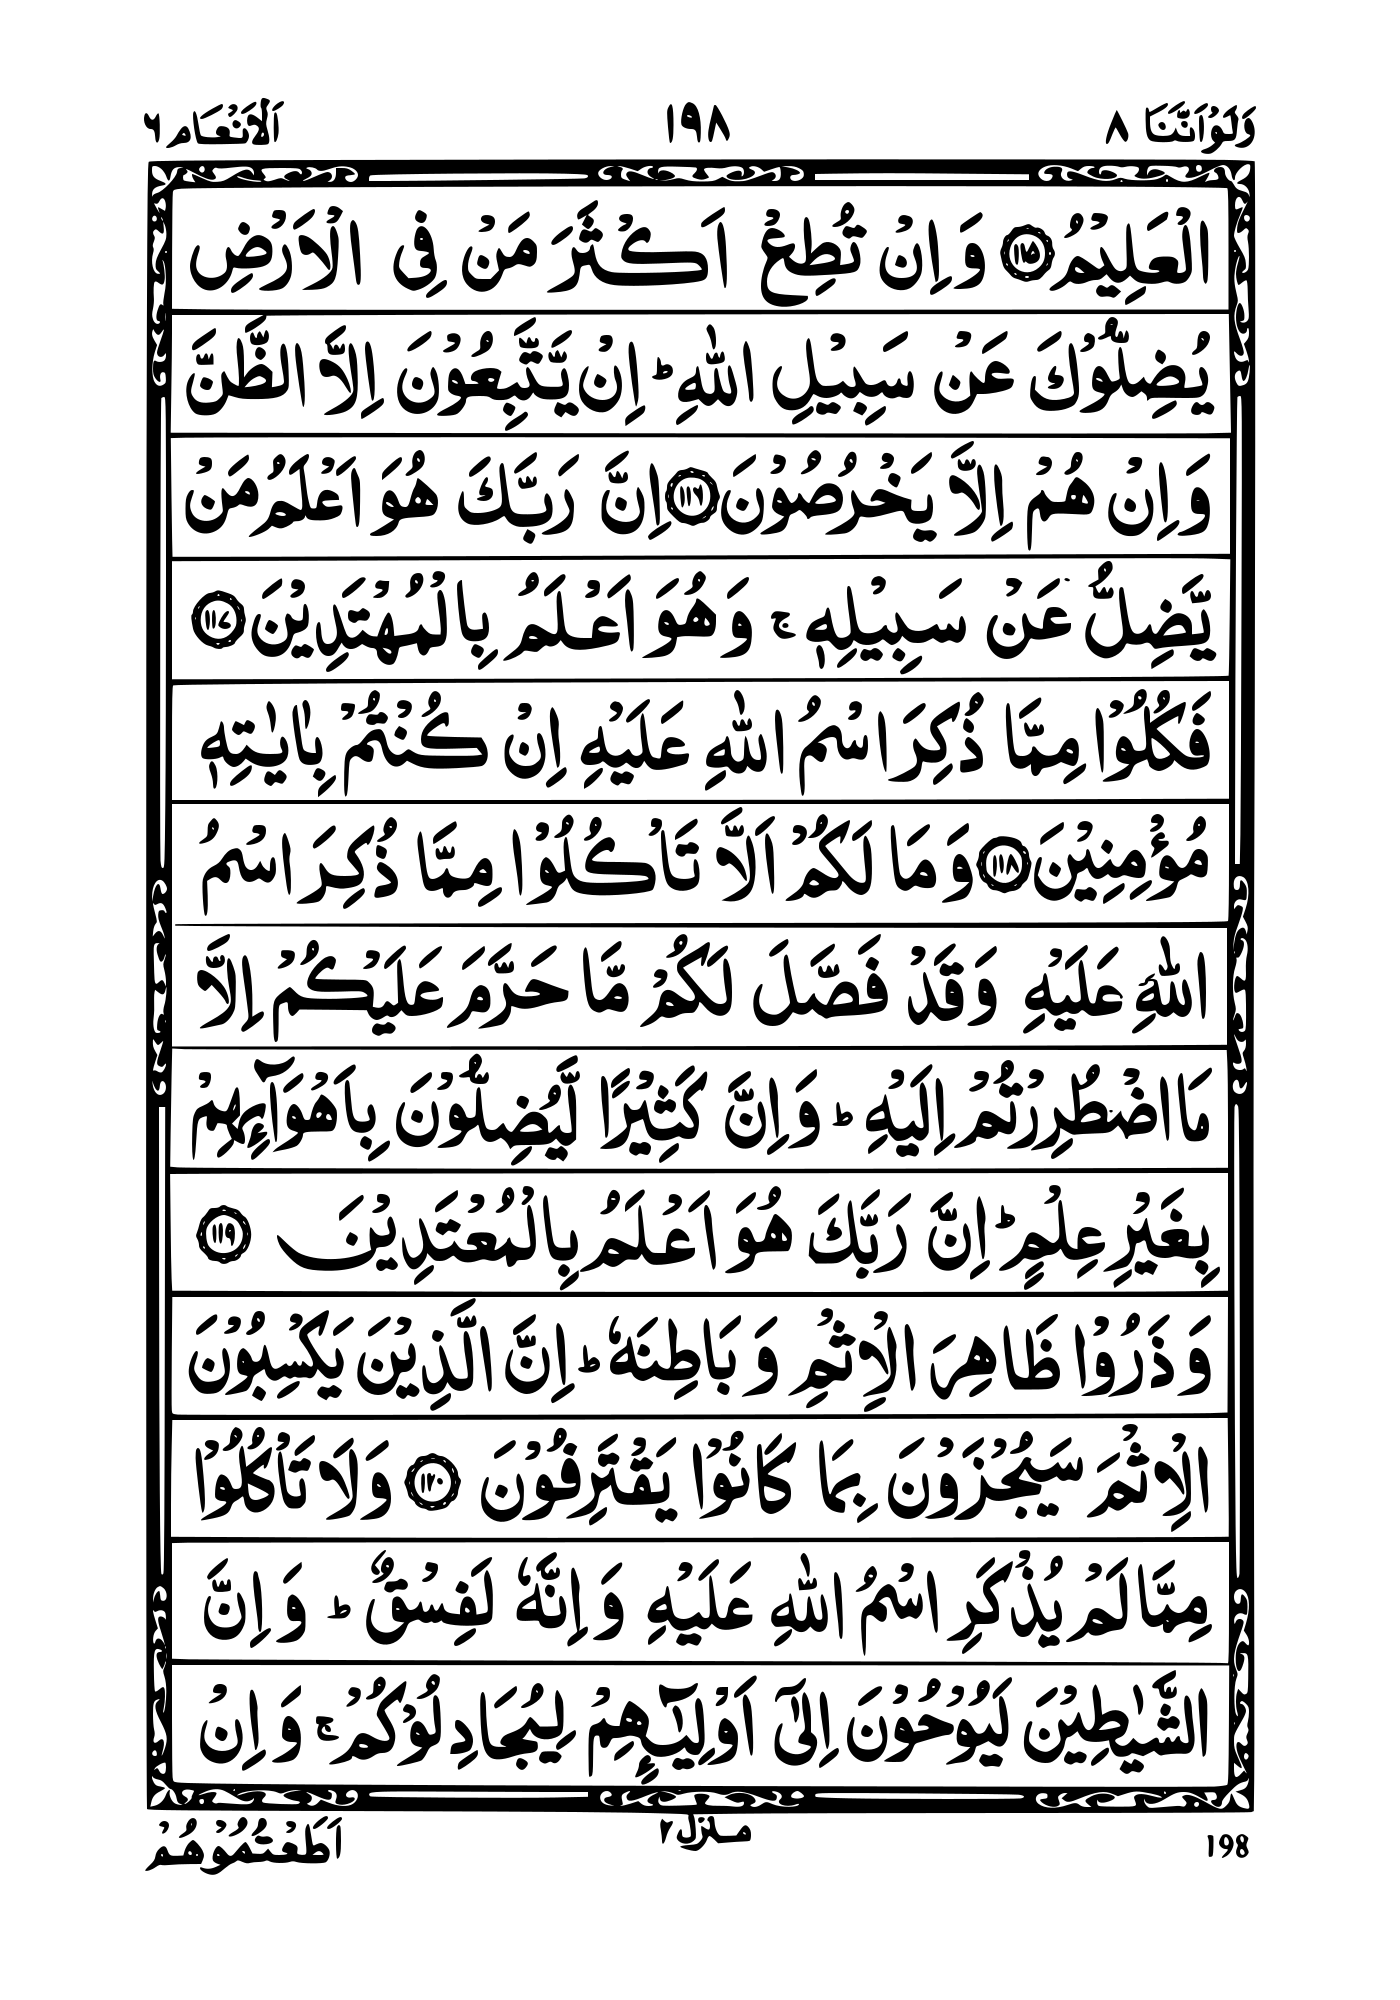 وَلَوْ اَنَّنَا ٨
١٩٨
اَلْاَنْعَام ٦
الْعَلِيْمُ ﴿١١٥﴾ وَاِنْ تُطِعْ اَكْثَرَ مَنْ فِى الْاَرْضِ
يُضِلُّوْكَ عَنْ سَبِيْلِ اللّٰهِ ؕ اِنْ يَّتَّبِعُوْنَ اِلَّا الظَّنَّ
وَاِنْ هُمْ اِلَّا يَخْرُصُوْنَ ﴿١١٦﴾ اِنَّ رَبَّكَ هُوَ اَعْلَمُ مَنْ
يَّضِلُّ عَنْ سَبِيْلِهٖ ۚ وَهُوَ اَعْلَمُ بِالْمُهْتَدِيْنَ ﴿١١٧﴾
فَكُلُوْا مِمَّا ذُكِرَ اسْمُ اللّٰهِ عَلَيْهِ اِنْ كُنْتُمْ بِاٰيٰتِهٖ
مُؤْمِنِيْنَ ﴿١١٨﴾ وَمَا لَكُمْ اَلَّا تَاْكُلُوْا مِمَّا ذُكِرَ اسْمُ
اللّٰهِ عَلَيْهِ وَقَدْ فَصَّلَ لَكُمْ مَّا حَرَّمَ عَلَيْكُمْ اِلَّا
مَا اضْطُرِرْتُمْ اِلَيْهِ ؕ وَاِنَّ كَثِيْرًا لَّيُضِلُّوْنَ بِاَهْوَآئِهِمْ
بِغَيْرِ عِلْمٍ ؕ اِنَّ رَبَّكَ هُوَ اَعْلَمُ بِالْمُعْتَدِيْنَ ﴿١١٩﴾
وَذَرُوْا ظَاهِرَ الْاِثْمِ وَبَاطِنَهٗ ؕ اِنَّ الَّذِيْنَ يَكْسِبُوْنَ
الْاِثْمَ سَيُجْزَوْنَ بِمَا كَانُوْا يَقْتَرِفُوْنَ ﴿١٢٠﴾ وَلَا تَاْكُلُوْا
مِمَّا لَمْ يُذْكَرِ اسْمُ اللّٰهِ عَلَيْهِ وَاِنَّهٗ لَفِسْقٌ ؕ وَاِنَّ
الشَّيٰطِيْنَ لَيُوْحُوْنَ اِلٰٓى اَوْلِيٰٓـئِهِمْ لِيُجَادِلُوْكُمْ ۚ وَاِنْ
198
منزل ٢
اَطَعْتُمُوْهُمْ